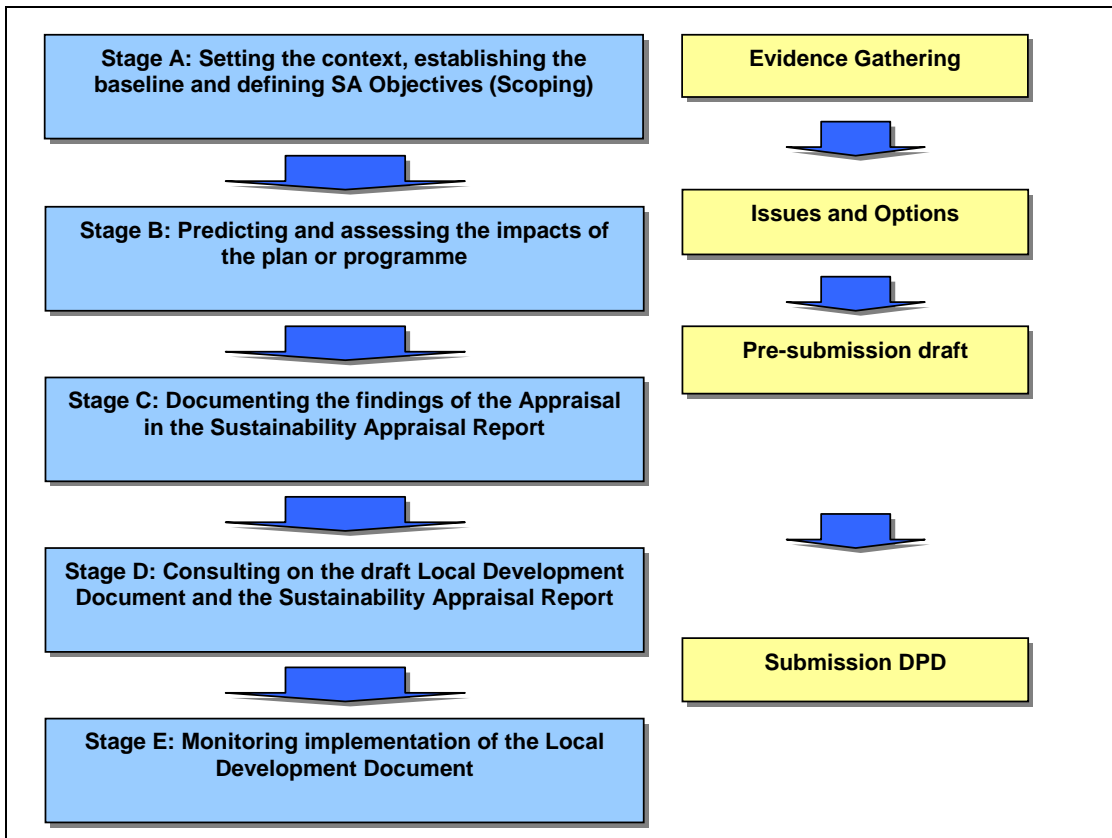 Stage A: Setting the context, establishing the
baseline and defining SA Objectives (Scoping)
Evidence Gathering
Stage B: Predicting and assessing the impacts of
the plan or programme
Issues and Options
Pre-submission draft
Stage C: Documenting the findings of the Appraisal
in the Sustainability Appraisal Report
Stage D: Consulting on the draft Local Development
Document and the Sustainability Appraisal Report
Submission DPD
Stage E: Monitoring implementation of the Local
Development Document